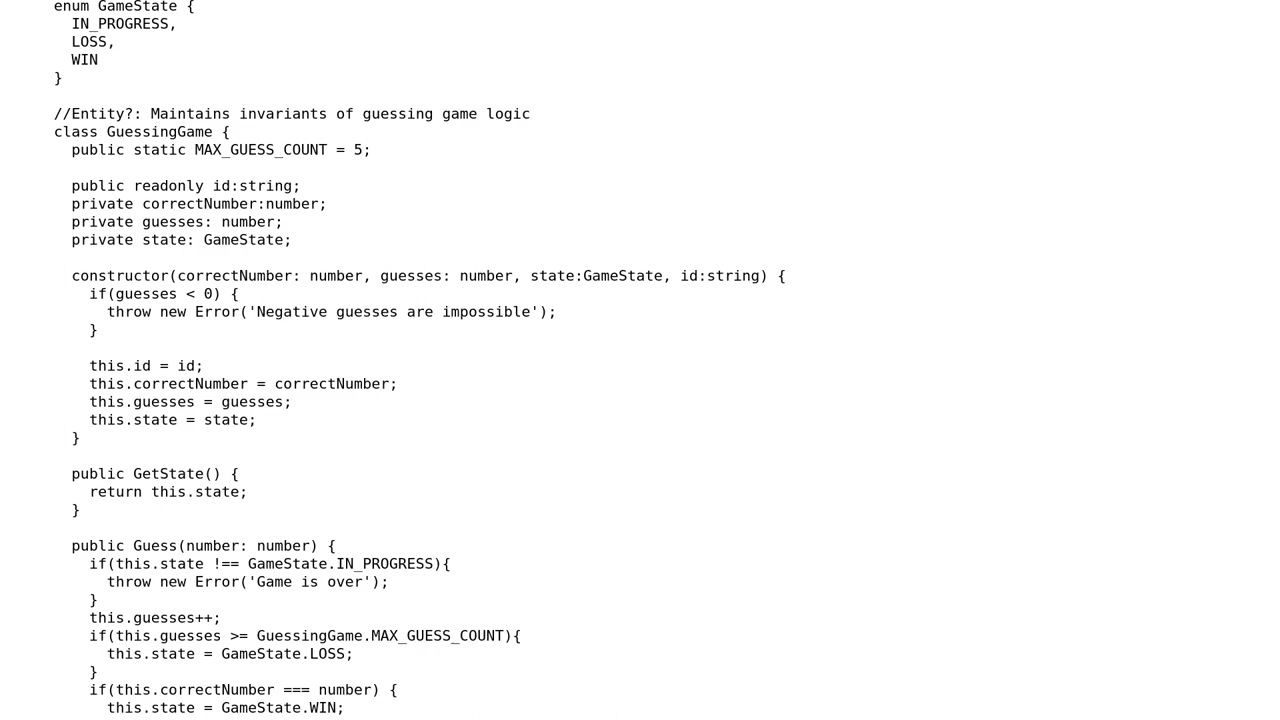 enum GameState {
  IN_PROGRESS,
  LOSS,
  WIN
}

//Entity?: Maintains invariants of guessing game logic
class GuessingGame {
  public static MAX_GUESS_COUNT = 5;

  public readonly id:string;
  private correctNumber:number;
  private guesses: number;
  private state: GameState;

  constructor(correctNumber: number, guesses: number, state:GameState, id:string) {
    if(guesses < 0) {
      throw new Error('Negative guesses are impossible');
    }

    this.id = id;
    this.correctNumber = correctNumber;
    this.guesses = guesses;
    this.state = state;
  }

  public GetState() {
    return this.state;
  }

  public Guess(number: number) {
    if(this.state !== GameState.IN_PROGRESS){
      throw new Error('Game is over');
    }
    this.guesses++;
    if(this.guesses >= GuessingGame.MAX_GUESS_COUNT){
      this.state = GameState.LOSS;
    }
    if(this.correctNumber === number) {
      this.state = GameState.WIN;